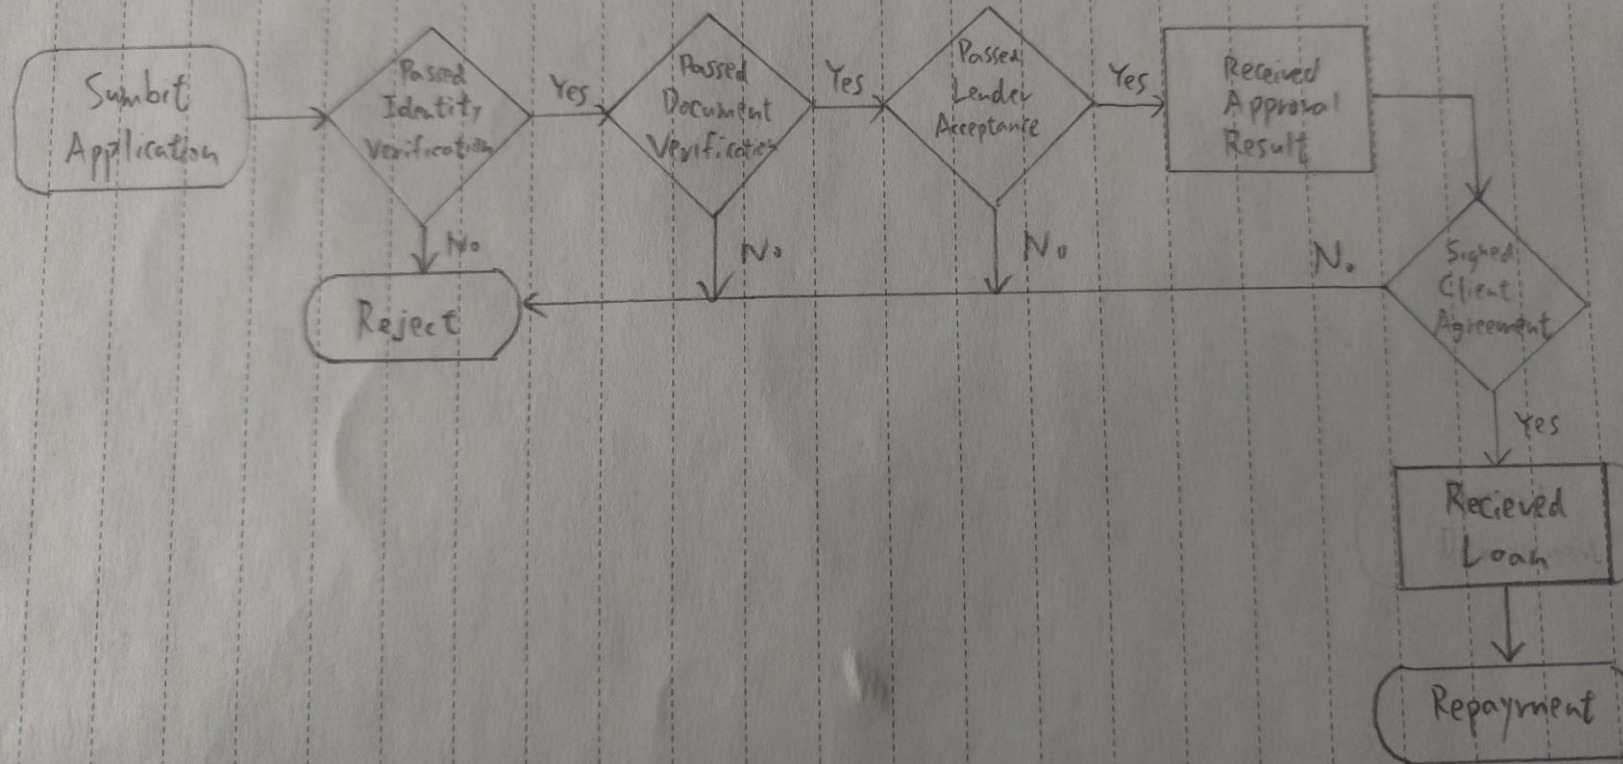 Sumbit
Application
Passed
Identity
Verification
Yes
No
Passed
Document
Verification
Yes
No
Passed
Lender
Acceptance
Yes
No
Received
Approval
Result
Signed
Client
Agreement
No
Yes
Reject
Recieved
Loan
Repayment